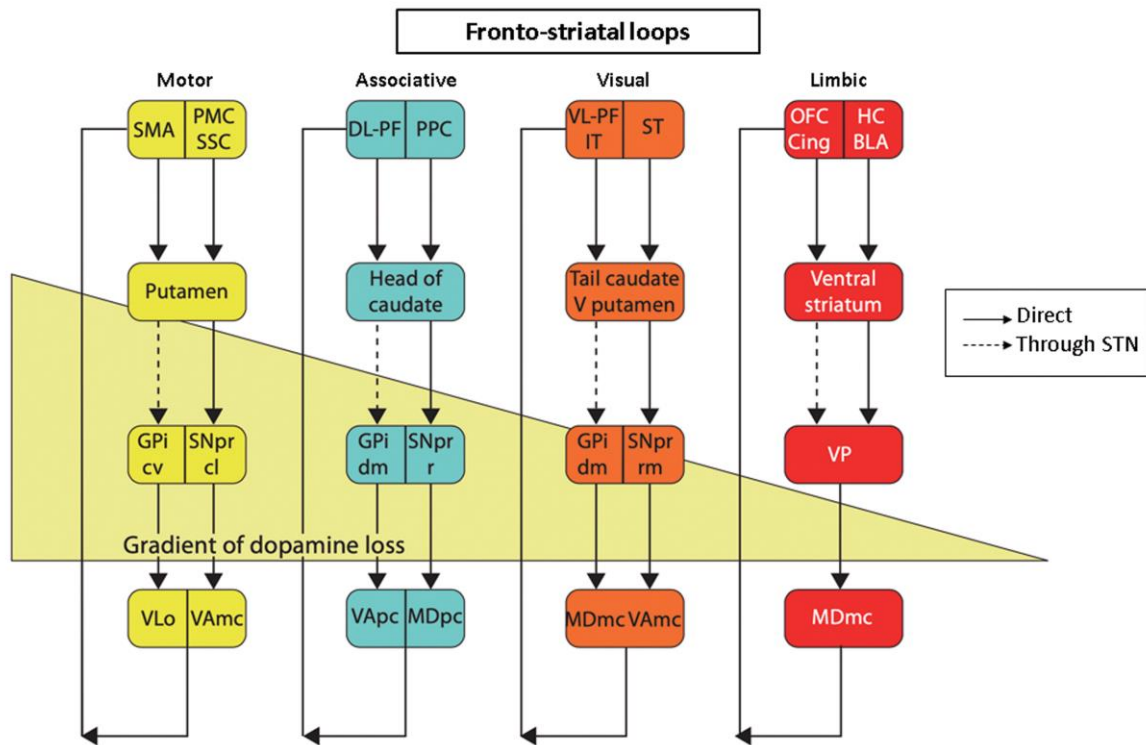 Fronto-striatal loops
Motor
Associative
Visual
Limbic
SMA
PMC
SSC
DL-PF
PPC
VL-PF
IT
ST
OFC
Cing
HC
BLA
Putamen
Head of
caudate
Tail caudate
V putamen
Ventral
striatum
Direct
Through STN
GPi
cv
SNpr
cl
GPi
dm
SNpr
r
GPi
dm
SNpr
rm
VP
Gradient of dopamine loss
VLo
VAmc
VApc
MDpc
MDmc
VAmc
MDmc